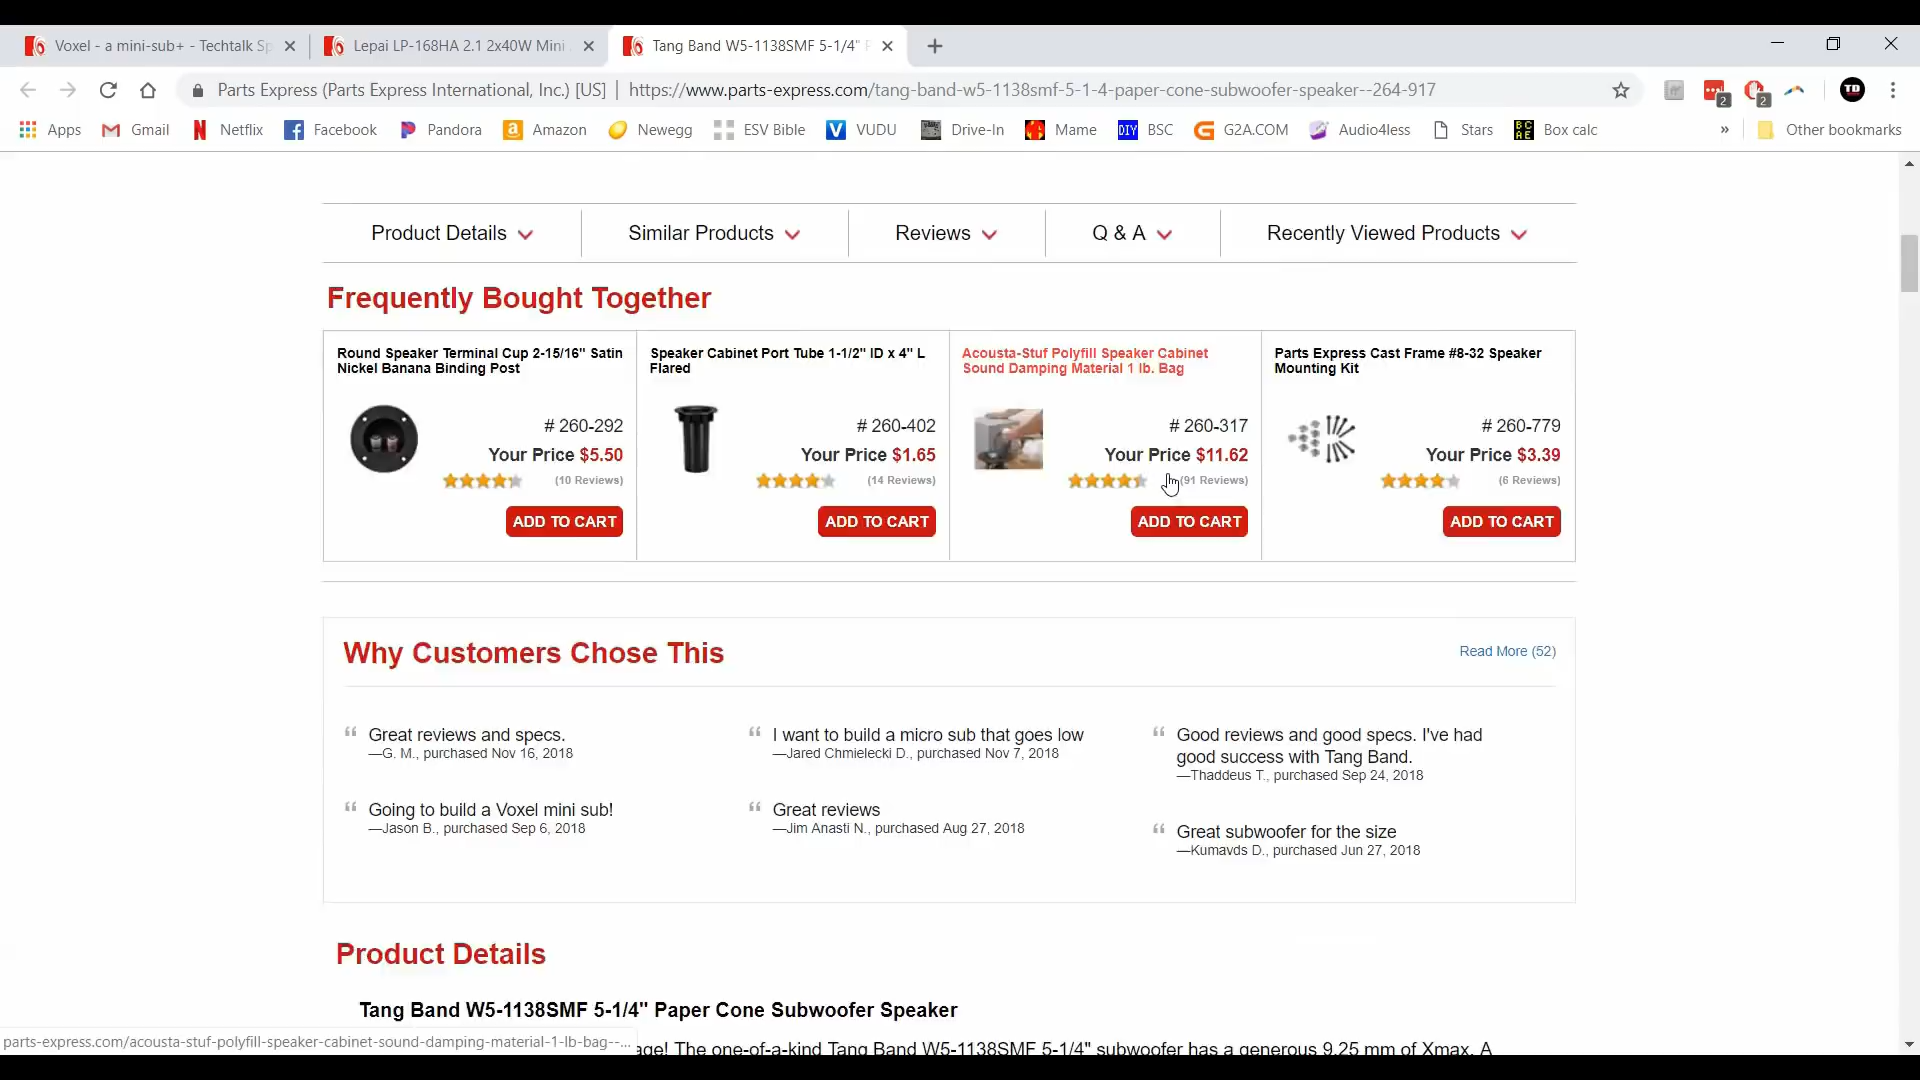 Voxel - a mini-sub+ - Techtalk Sp
Lepai LP-168HA 2.1 2x40W Mini
Tang Band W5-1138SMF 5-1/4"
Parts Express (Parts Express International, Inc.) [US] | https://www.parts-express.com/tang-band-w5-1138smf-5-1-4-paper-cone-subwoofer-speaker--264-917
2
2
TD
Apps
Gmail
Netflix
Facebook
Pandora
Amazon
Newegg
ESV Bible
VUDU
Drive-In
Mame
DIY BSC
G2A.COM
Audio4less
Stars
Box calc
»
Other bookmarks
Product Details
Similar Products
Reviews
Q & A
Recently Viewed Products
Frequently Bought Together
Round Speaker Terminal Cup 2-15/16" Satin
Nickel Banana Binding Post
# 260-292
Your Price $5.50
(10 Reviews)
ADD TO CART
Speaker Cabinet Port Tube 1-1/2" ID x 4" L
Flared
# 260-402
Your Price $1.65
(14 Reviews)
ADD TO CART
Acousta-Stuf Polyfill Speaker Cabinet
Sound Damping Material 1 lb. Bag
# 260-317
Your Price $11.62
(91 Reviews)
ADD TO CART
Parts Express Cast Frame #8-32 Speaker
Mounting Kit
# 260-779
Your Price $3.39
(6 Reviews)
ADD TO CART
Why Customers Chose This
Read More (52)
Great reviews and specs.
—G. M., purchased Nov 16, 2018
I want to build a micro sub that goes low
—Jared Chmielecki D., purchased Nov 7, 2018
Good reviews and good specs. I've had
good success with Tang Band.
—Thaddeus T., purchased Sep 24, 2018
Going to build a Voxel mini sub!
—Jason B., purchased Sep 6, 2018
Great reviews
—Jim Anasti N., purchased Aug 27, 2018
Great subwoofer for the size
—Kumavds D., purchased Jun 27, 2018
Product Details
Tang Band W5-1138SMF 5-1/4" Paper Cone Subwoofer Speaker
parts-express.com/acousta-stuf-polyfill-speaker-cabinet-sound-damping-material-1-lb-bag--...
age! The one-of-a-kind Tang Band W5-1138SMF 5-1/4" subwoofer has a generous 9.25 mm of Xmax. A